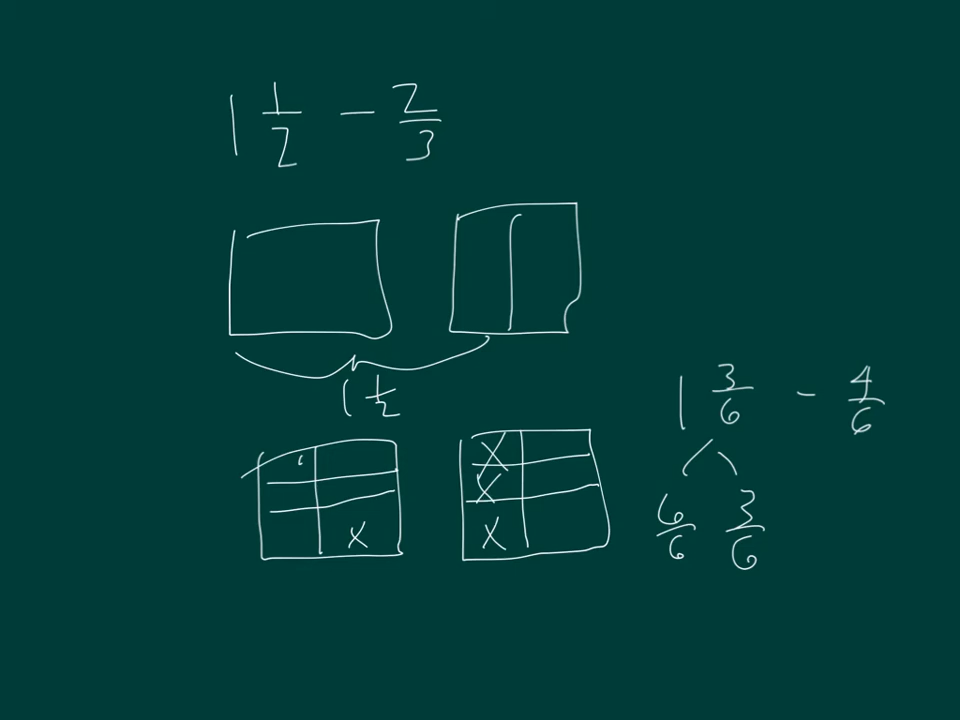 1 1/2 - 2/3
1 1/2
1 3/6 - 4/6
6/6 3/6
X
X
X X